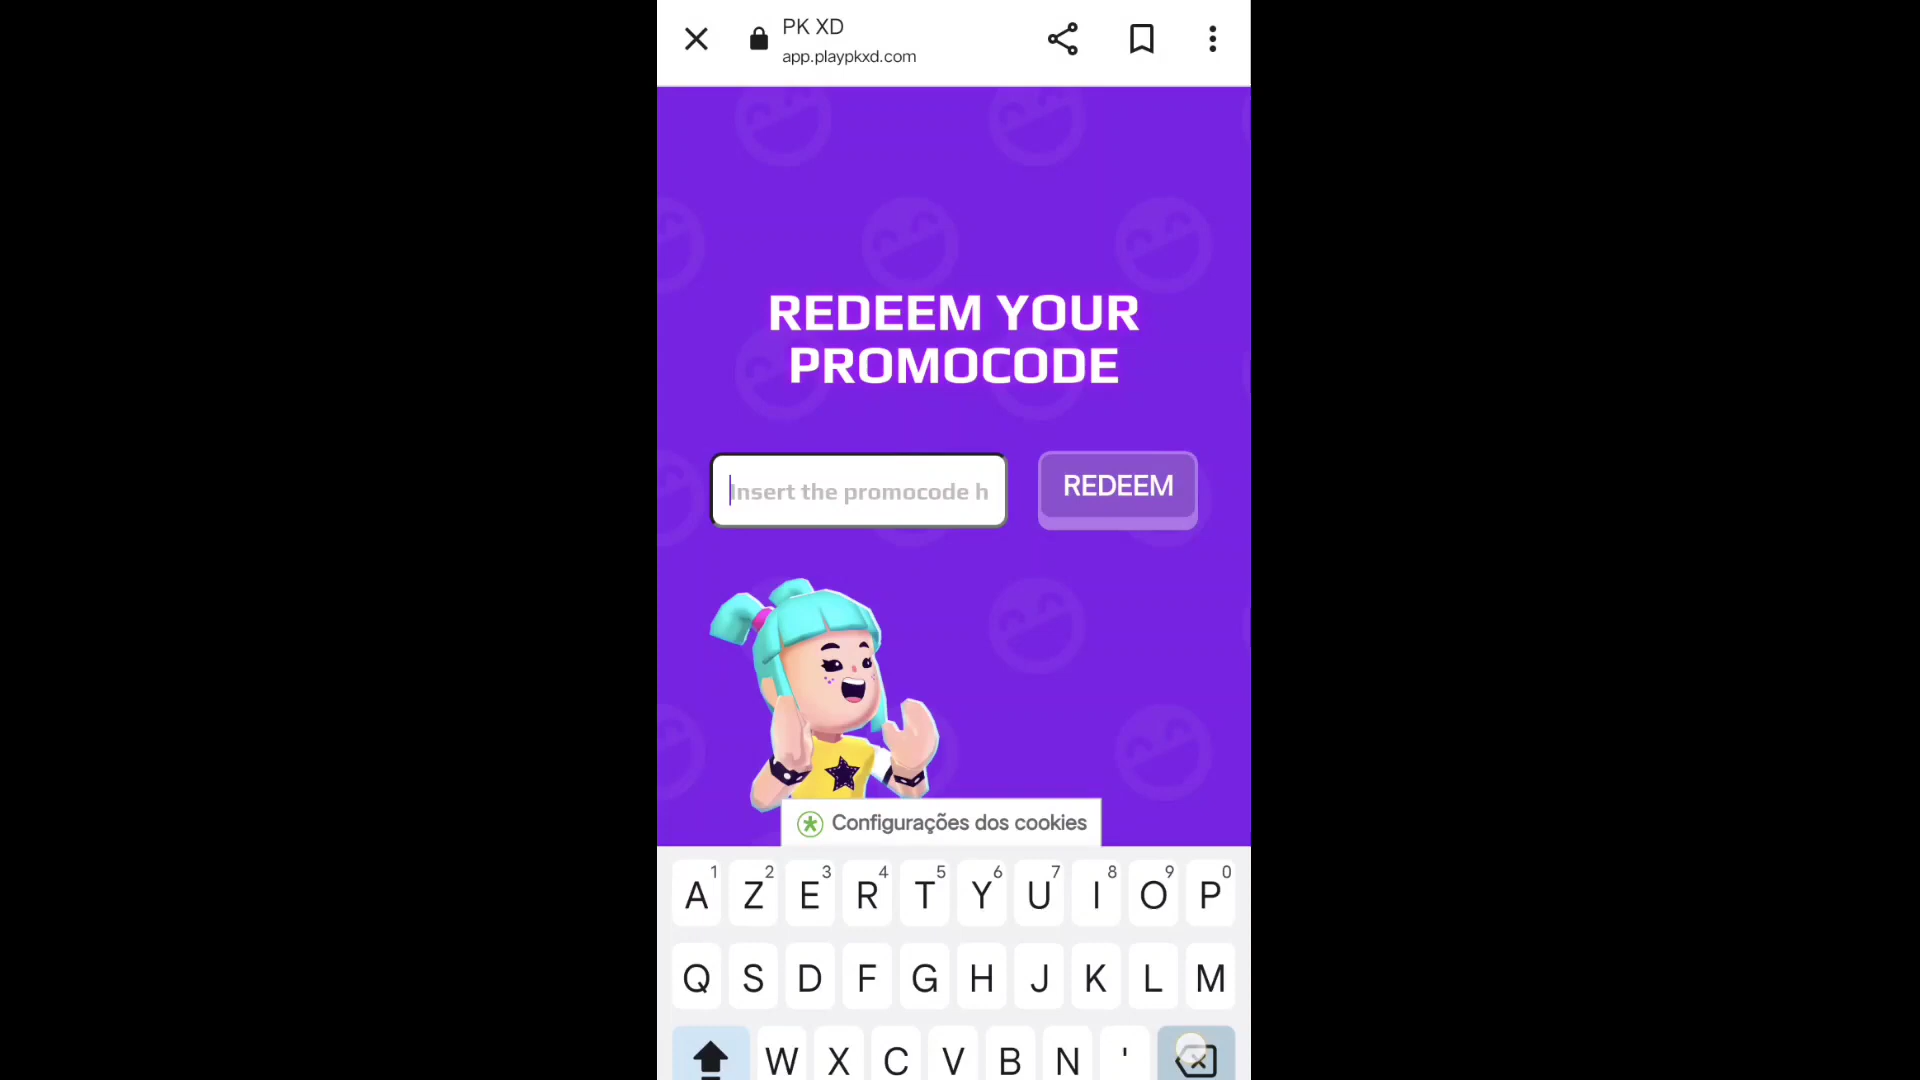 PK XD
app.playpkxd.com
REDEEM YOUR
PROMOCODE
Insert the promocode h
REDEEM
Configurações dos cookies
1 2 3 4 5 6 7 8 9 0
A Z E R T Y U I O P
Q S D F G H J K L M
W X C V B N '